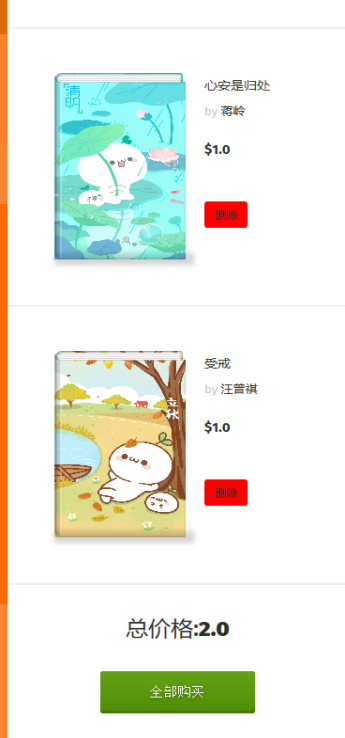 清明
心安是归处
by 蒋岭
$1.0
删除
立秋
受戒
by 汪曾祺
$1.0
删除
总价格:2.0
全部购买